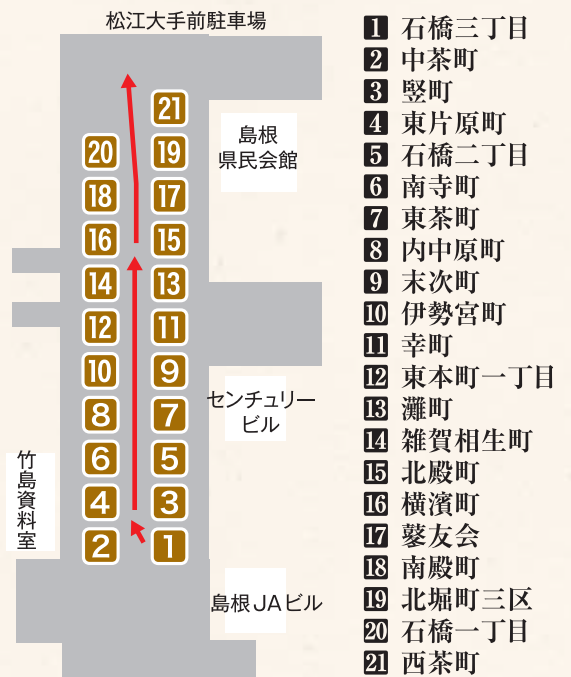 松江大手前駐車場
21
20 19
18 17
16 15
14 13
12 11
10 9
8 7
6 5
4 3
2 1
島根
県民会館
センチュリー
ビル
竹島資料室
島根JAビル
1 石橋三丁目
2 中茶町
3 竪町
4 東片原町
5 石橋二丁目
6 南寺町
7 東茶町
8 内中原町
9 末次町
10 伊勢宮町
11 幸町
12 東本町一丁目
13 灘町
14 雑賀相生町
15 北殿町
16 横濱町
17 鼕友会
18 南殿町
19 北堀町三区
20 石橋一丁目
21 西茶町